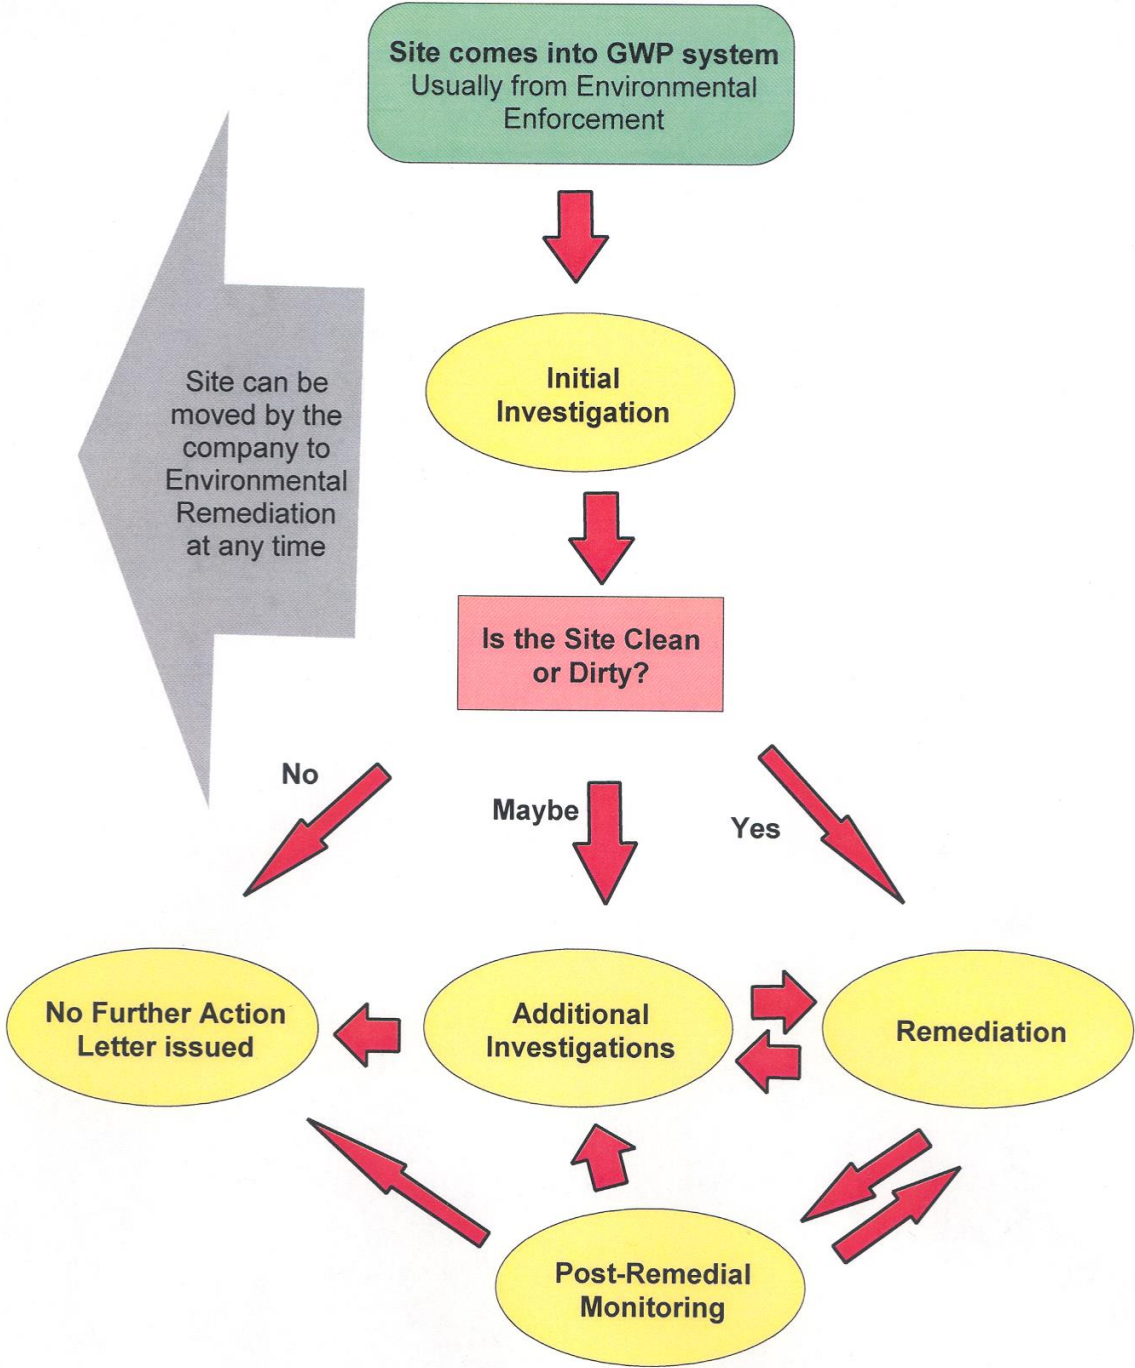 Site comes into GWP system
Usually from Environmental
Enforcement
Initial
Investigation
Site can be
moved by the
company to
Environmental
Remediation
at any time
Is the Site Clean
or Dirty?
No
Maybe
Yes
No Further Action
Letter issued
Additional
Investigations
Remediation
Post-Remedial
Monitoring